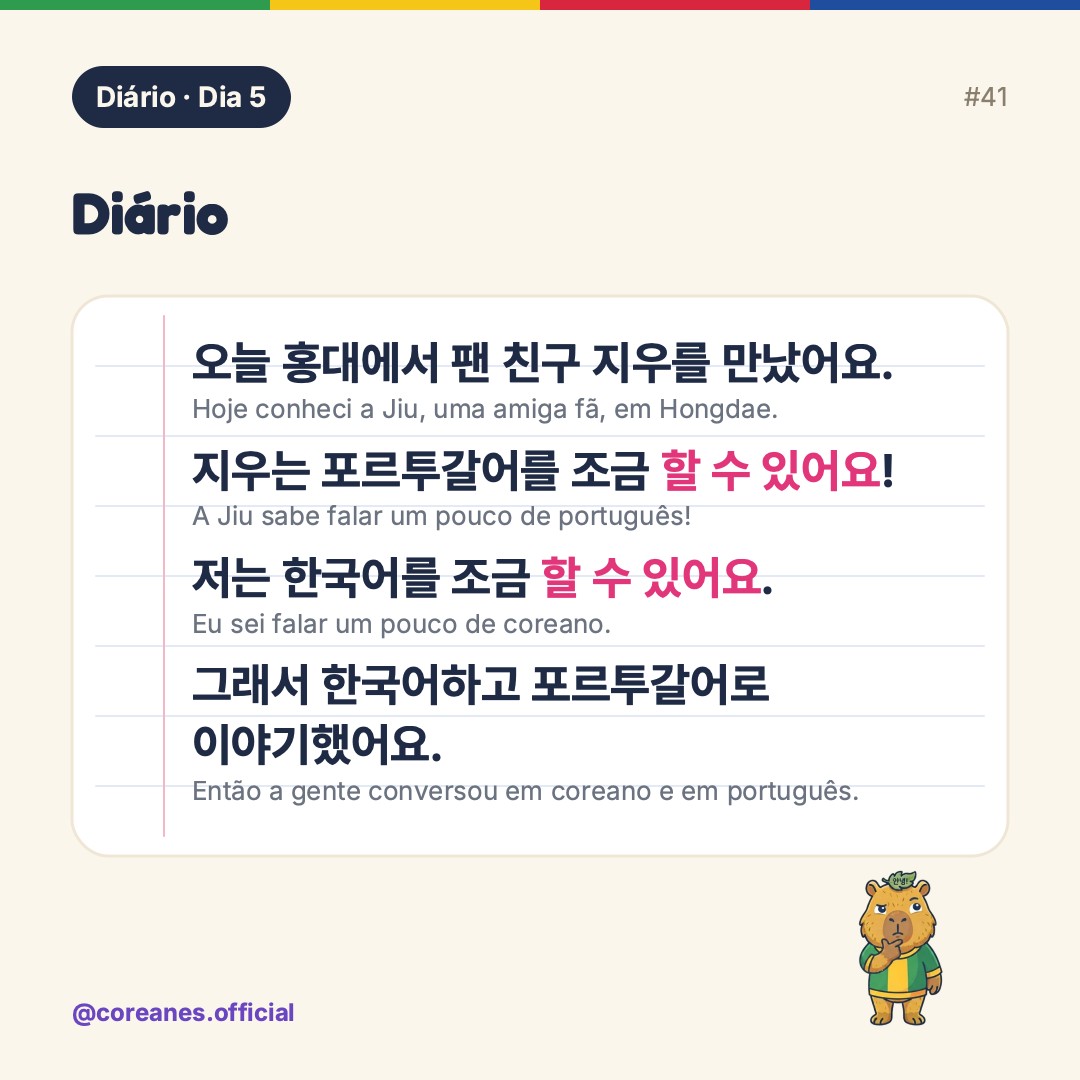 Diário · Dia 5
#41
Diário
오늘 홍대에서 팬 친구 지우를 만났어요.
Hoje conheci a Jiu, uma amiga fã, em Hongdae.
지우는 포르투갈어를 조금 할 수 있어요!
A Jiu sabe falar um pouco de português!
저는 한국어를 조금 할 수 있어요.
Eu sei falar um pouco de coreano.
그래서 한국어하고 포르투갈어로
이야기했어요.
Então a gente conversou em coreano e em português.
안녕!
@coreanes.official